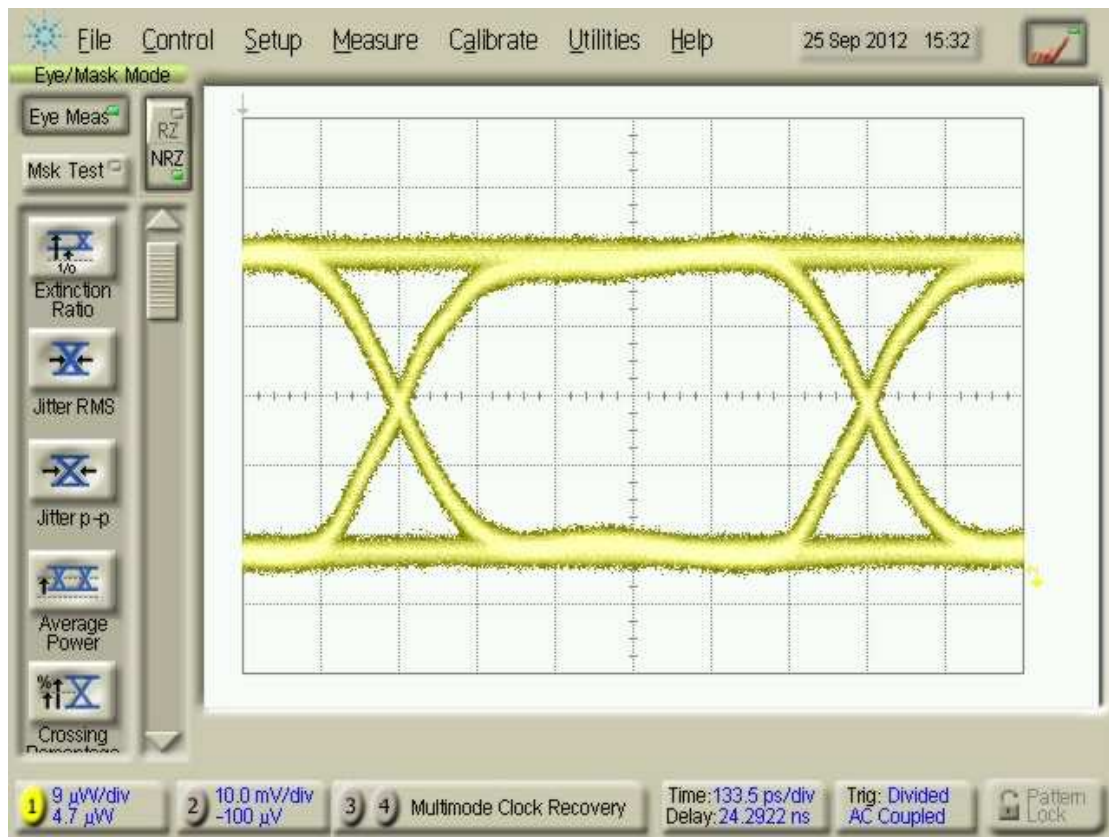 File Control Setup Measure Calibrate Utilities Help 25 Sep 2012 15:32
Eye/Mask Mode
Eye Meas
RZ
NRZ
Msk Test
1/0
Extinction
Ratio
Jitter RMS
Jitter p-p
Average
Power
%
Crossing
Percentage
1 9 µW/div
4.7 µW
2 10.0 mV/div
-100 µV
3 4 Multimode Clock Recovery
Time:133.5 ps/div
Delay:24.2922 ns
Trig: Divided
AC Coupled
Pattern
Lock